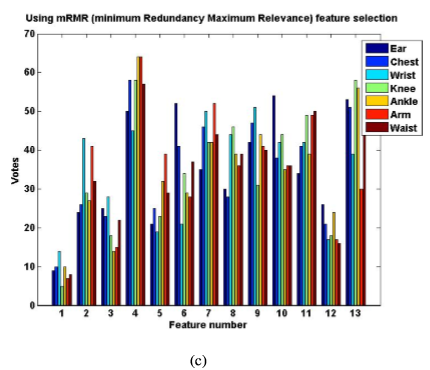 Using mRMR (minimum Redundancy Maximum Relevance) feature selection
70
60
50
40
30
20
10
0
Votes
1 2 3 4 5 6 7 8 9 10 11 12 13
Feature number
Ear
Chest
Wrist
Knee
Ankle
Arm
Waist
(c)